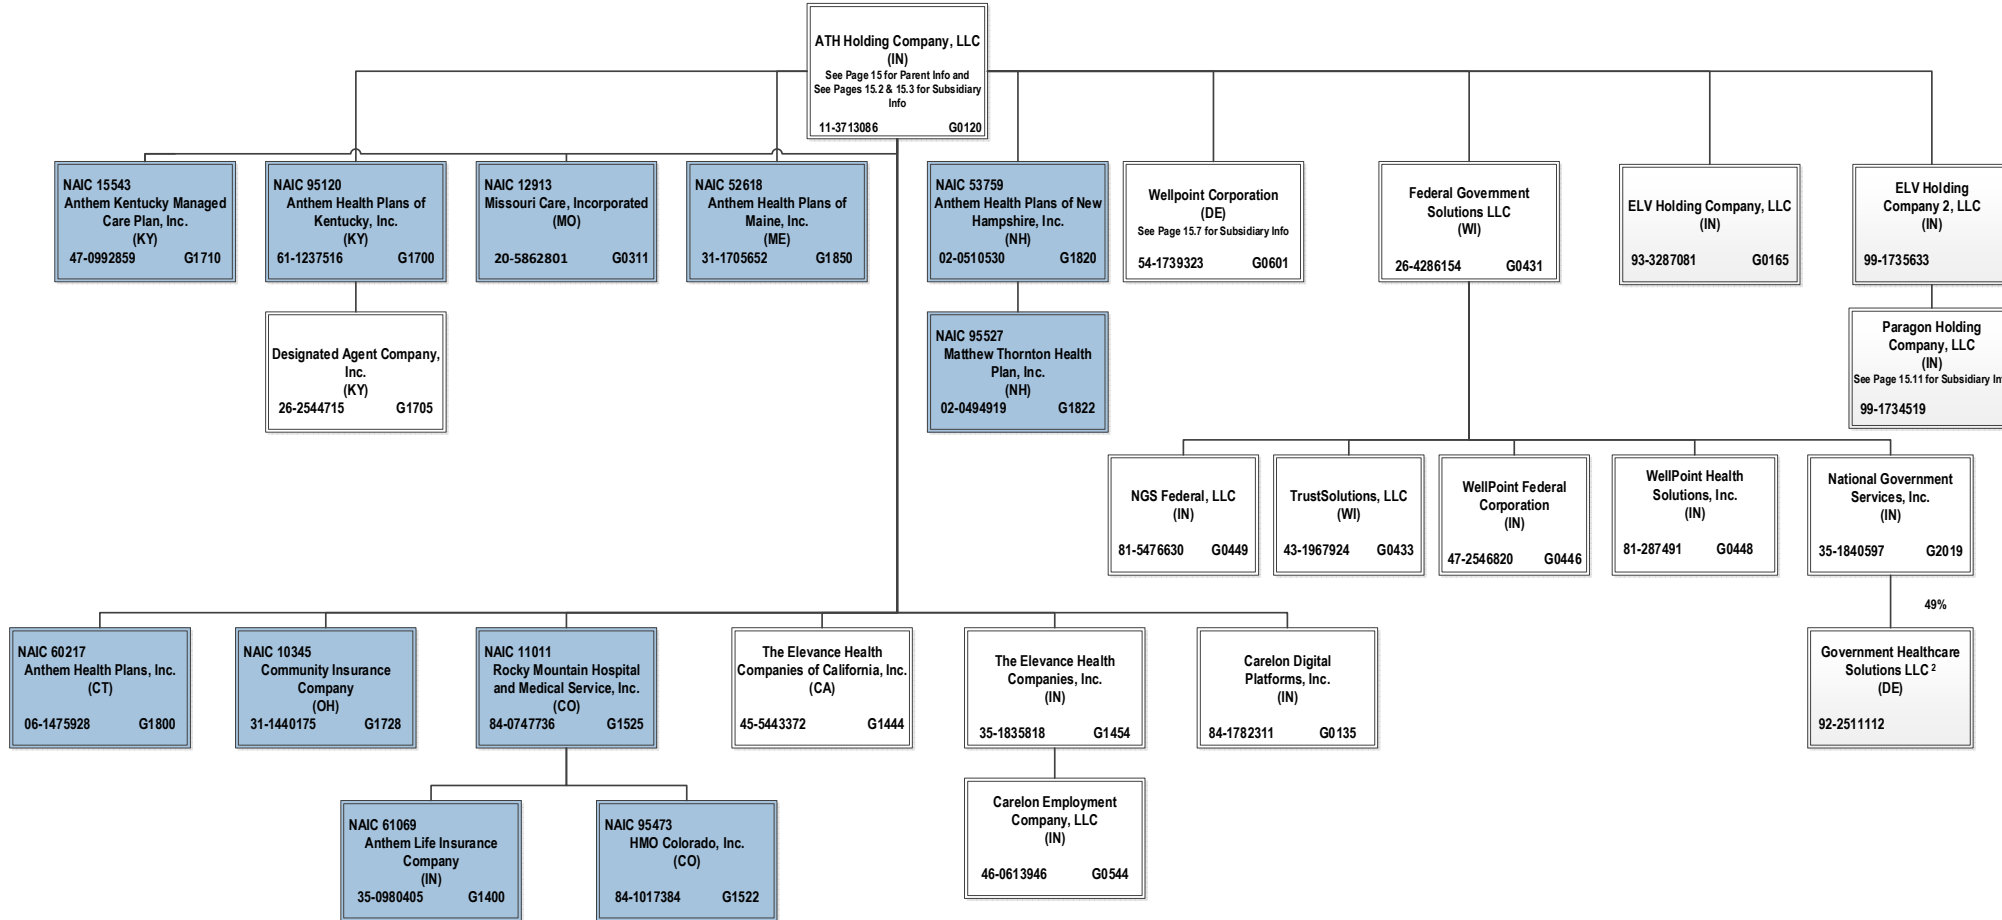 ATH Holding Company, LLC
(IN)
See Page 15 for Parent Info and
See Pages 15.2 & 15.3 for Subsidiary
Info
11-3713086 G0120
NAIC 15543
Anthem Kentucky Managed
Care Plan, Inc.
(KY)
47-0992859 G1710
NAIC 95120
Anthem Health Plans of
Kentucky, Inc.
(KY)
61-1237516 G1700
NAIC 12913
Missouri Care, Incorporated
(MO)
20-5862801 G0311
NAIC 52618
Anthem Health Plans of
Maine, Inc.
(ME)
31-1705652 G1850
NAIC 53759
Anthem Health Plans of New
Hampshire, Inc.
(NH)
02-0510530 G1820
Wellpoint Corporation
(DE)
See Page 15.7 for Subsidiary Info
54-1739323 G0601
Federal Government
Solutions LLC
(WI)
26-4286154 G0431
ELV Holding Company, LLC
(IN)
93-3287081 G0165
ELV Holding
Company 2, LLC
(IN)
99-1735633
Designated Agent Company,
Inc.
(KY)
26-2544715 G1705
NAIC 95527
Matthew Thornton Health
Plan, Inc.
(NH)
02-0494919 G1822
Paragon Holding
Company, LLC
(IN)
See Page 15.11 for Subsidiary
99-1734519
NGS Federal, LLC
(IN)
81-5476630 G0449
TrustSolutions, LLC
(WI)
43-1967924 G0433
WellPoint Federal
Corporation
(IN)
47-2546820 G0446
WellPoint Health
Solutions, Inc.
(IN)
81-287491 G0448
National Government
Services, Inc.
(IN)
35-1840597 G2019
49%
NAIC 60217
Anthem Health Plans, Inc.
(CT)
06-1475928 G1800
NAIC 10345
Community Insurance
Company
(OH)
31-1440175 G1728
NAIC 11011
Rocky Mountain Hospital
and Medical Service, Inc.
(CO)
84-0747736 G1525
The Elevance Health
Companies of California, Inc.
(CA)
45-5443372 G1444
The Elevance Health
Companies, Inc.
(IN)
35-1835818 G1454
Carelon Digital
Platforms, Inc.
(IN)
84-1782311 G0135
Government Healthcare
Solutions LLC ²
(DE)
92-2511112
NAIC 61069
Anthem Life Insurance
Company
(IN)
35-0980405 G1400
NAIC 95473
HMO Colorado, Inc.
(CO)
84-1017384 G1522
Carelon Employment
Company, LLC
(IN)
46-0613946 G0544